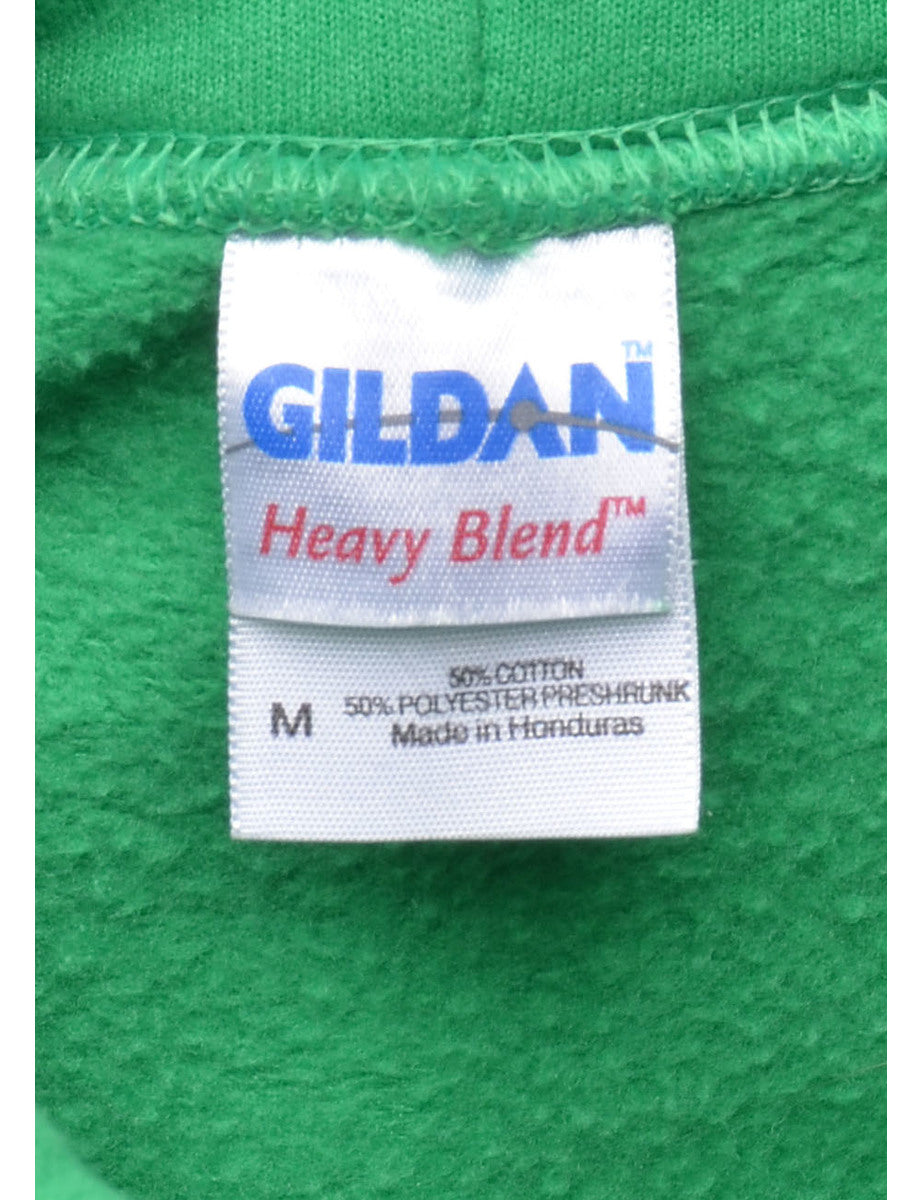 GILDAN™
Heavy Blend™
50% COTTON
50% POLYESTER PRESHRUNK
M
Made in Honduras